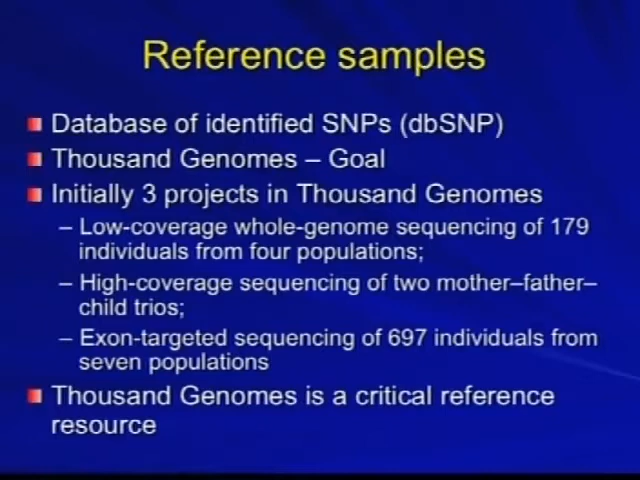 Reference samples
Database of identified SNPs (dbSNP)
Thousand Genomes – Goal
Initially 3 projects in Thousand Genomes
– Low-coverage whole-genome sequencing of 179
individuals from four populations;
– High-coverage sequencing of two mother–father–
child trios;
– Exon-targeted sequencing of 697 individuals from
seven populations
Thousand Genomes is a critical reference
resource